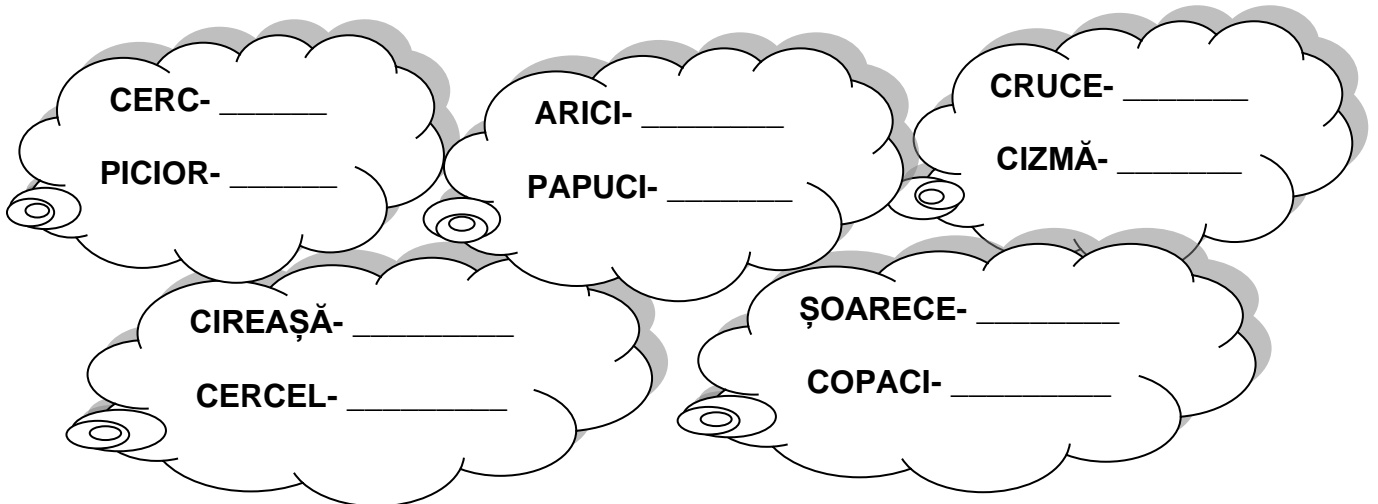 CERC- ______
PICIOR- ______
ARICI- ________
PAPUCI- _______
CRUCE- _______
CIZMĂ- _______
CIREAȘĂ- _________
CERCEL- _________
ȘOARECE- ________
COPACI- _________